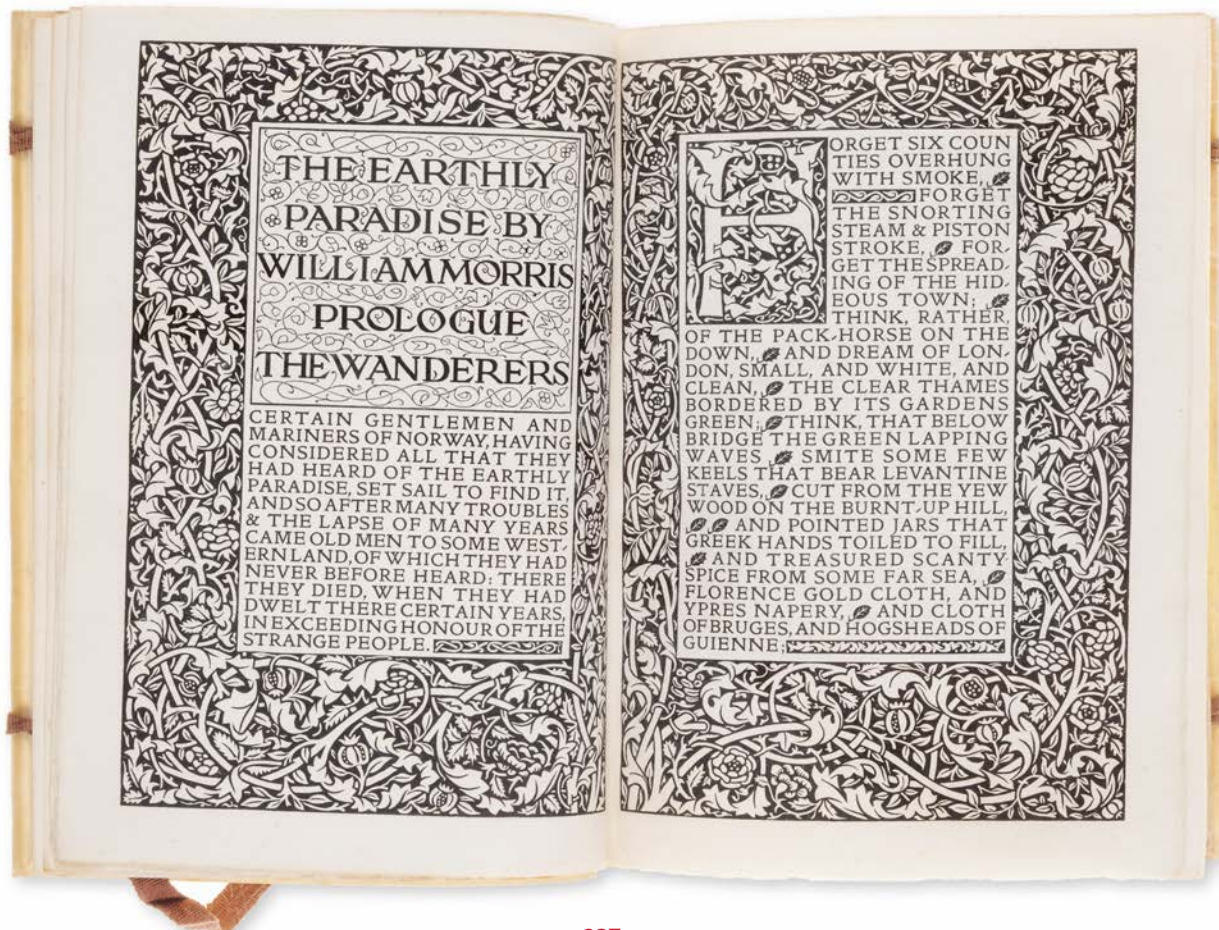 THE EARTHLY
PARADISE BY
WILLIAM MORRIS
PROLOGUE
THE WANDERERS
CERTAIN GENTLEMEN AND
MARINERS OF NORWAY, HAVING
CONSIDERED ALL THAT THEY
HAD HEARD OF THE EARTHLY
PARADISE, SET SAIL TO FIND IT,
AND SO AFTER MANY TROUBLES
& THE LAPSE OF MANY YEARS
CAME OLD MEN TO SOME WEST-
ERN LAND, OF WHICH THEY HAD
NEVER BEFORE HEARD: THERE
THEY DIED, WHEN THEY HAD
DWELT THERE CERTAIN YEARS,
IN EXCEEDING HONOUR OF THE
STRANGE PEOPLE.
FORGET SIX COUN
TIES OVERHUNG
WITH SMOKE,
FORGET
THE SNORTING
STEAM & PISTON
STROKE, FOR-
GET THE SPREAD-
ING OF THE HID-
EOUS TOWN;
THINK, RATHER,
OF THE PACK-HORSE ON THE
DOWN, AND DREAM OF LON-
DON, SMALL, AND WHITE, AND
CLEAN, THE CLEAR THAMES
BORDERED BY ITS GARDENS
GREEN; THINK, THAT BELOW
BRIDGE THE GREEN LAPPING
WAVES SMITE SOME FEW
KEELS THAT BEAR LEVANTINE
STAVES, CUT FROM THE YEW
WOOD ON THE BURNT-UP HILL,
AND POINTED JARS THAT
GREEK HANDS TOILED TO FILL,
AND TREASURED SCANTY
SPICE FROM SOME FAR SEA,
FLORENCE GOLD CLOTH, AND
YPRES NAPERY, AND CLOTH
OF BRUGES, AND HOGSHEADS OF
GUIENNE;